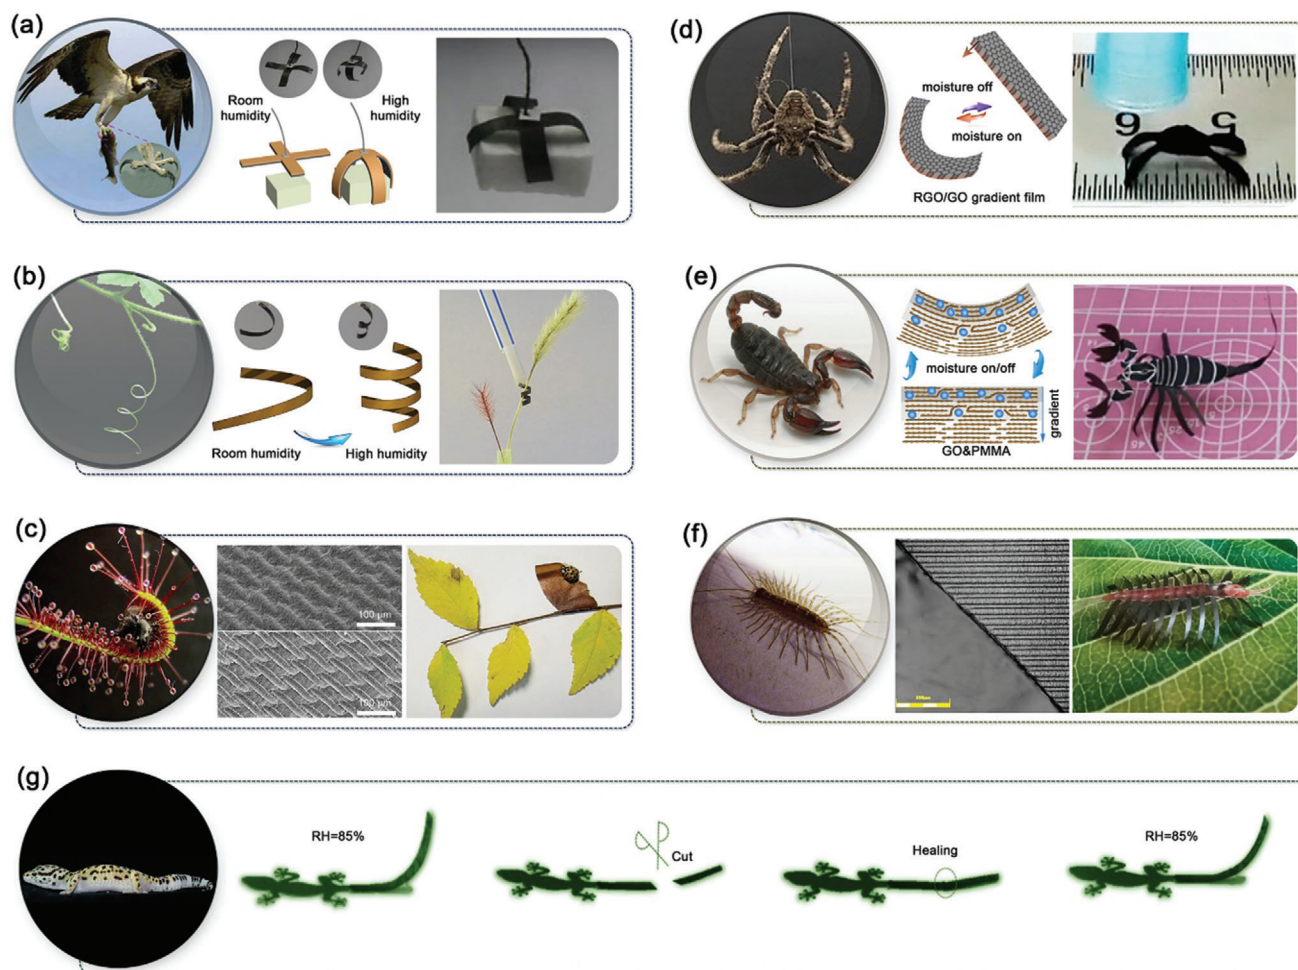 (a)
Room
humidity
High
humidity
(b)
Room humidity
High humidity
(c)
100 µm
100 µm
(d)
moisture off
moisture on
RGO/GO gradient film
6
5
(e)
moisture on/off
gradient
GO&PMMA
(f)
(g)
RH=85%
Cut
Healing
RH=85%